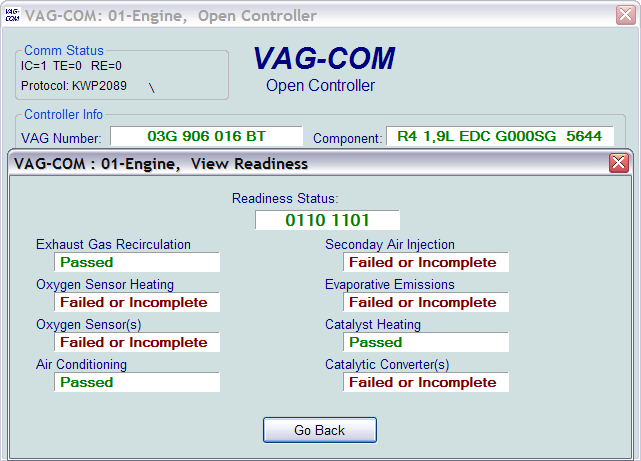 VAG-COM: 01-Engine, Open Controller
Comm Status
IC=1 TE=0 RE=0
Protocol: KWP2089 \
VAG-COM
Open Controller
Controller Info
VAG Number: 03G 906 016 BT Component: R4 1,9L EDC G000SG 5644
VAG-COM : 01-Engine, View Readiness
Readiness Status:
0110 1101
Exhaust Gas Recirculation
Passed
Seconday Air Injection
Failed or Incomplete
Oxygen Sensor Heating
Failed or Incomplete
Evaporative Emissions
Failed or Incomplete
Oxygen Sensor(s)
Failed or Incomplete
Catalyst Heating
Passed
Air Conditioning
Passed
Catalytic Converter(s)
Failed or Incomplete
Go Back